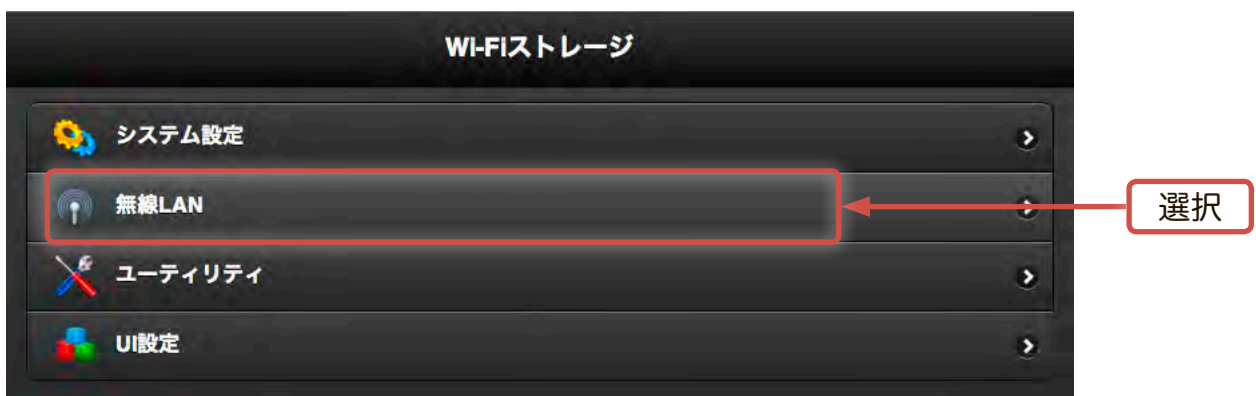 Wi-Fiストレージ
システム設定
無線LAN
選択
ユーティリティ
UI設定